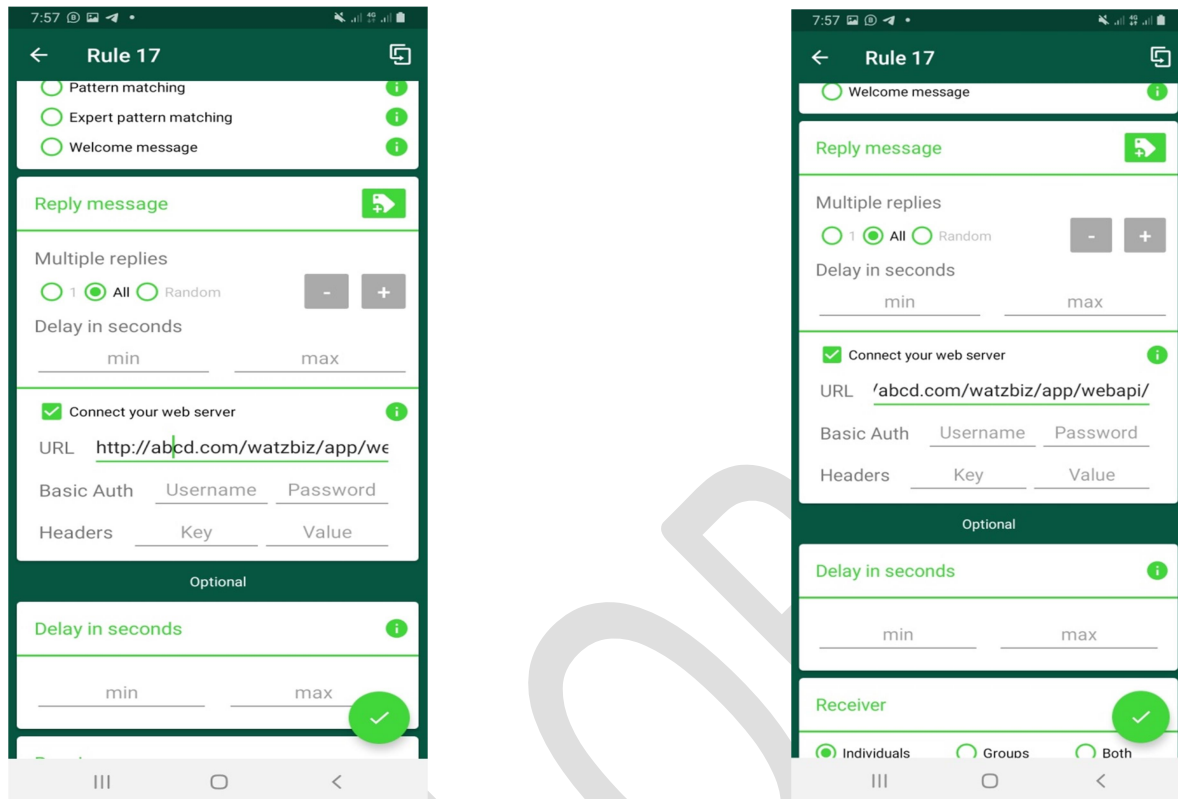 7:57
Rule 17
Pattern matching
Expert pattern matching
Welcome message
Reply message
Multiple replies
1 All Random - +
Delay in seconds
min max
Connect your web server
URL http://abcd.com/watzbiz/app/we
Basic Auth Username Password
Headers Key Value
Optional
Delay in seconds
min max
7:57
Rule 17
Welcome message
Reply message
Multiple replies
1 All Random - +
Delay in seconds
min max
Connect your web server
URL /abcd.com/watzbiz/app/webapi/
Basic Auth Username Password
Headers Key Value
Optional
Delay in seconds
min max
Receiver
Individuals Groups Both